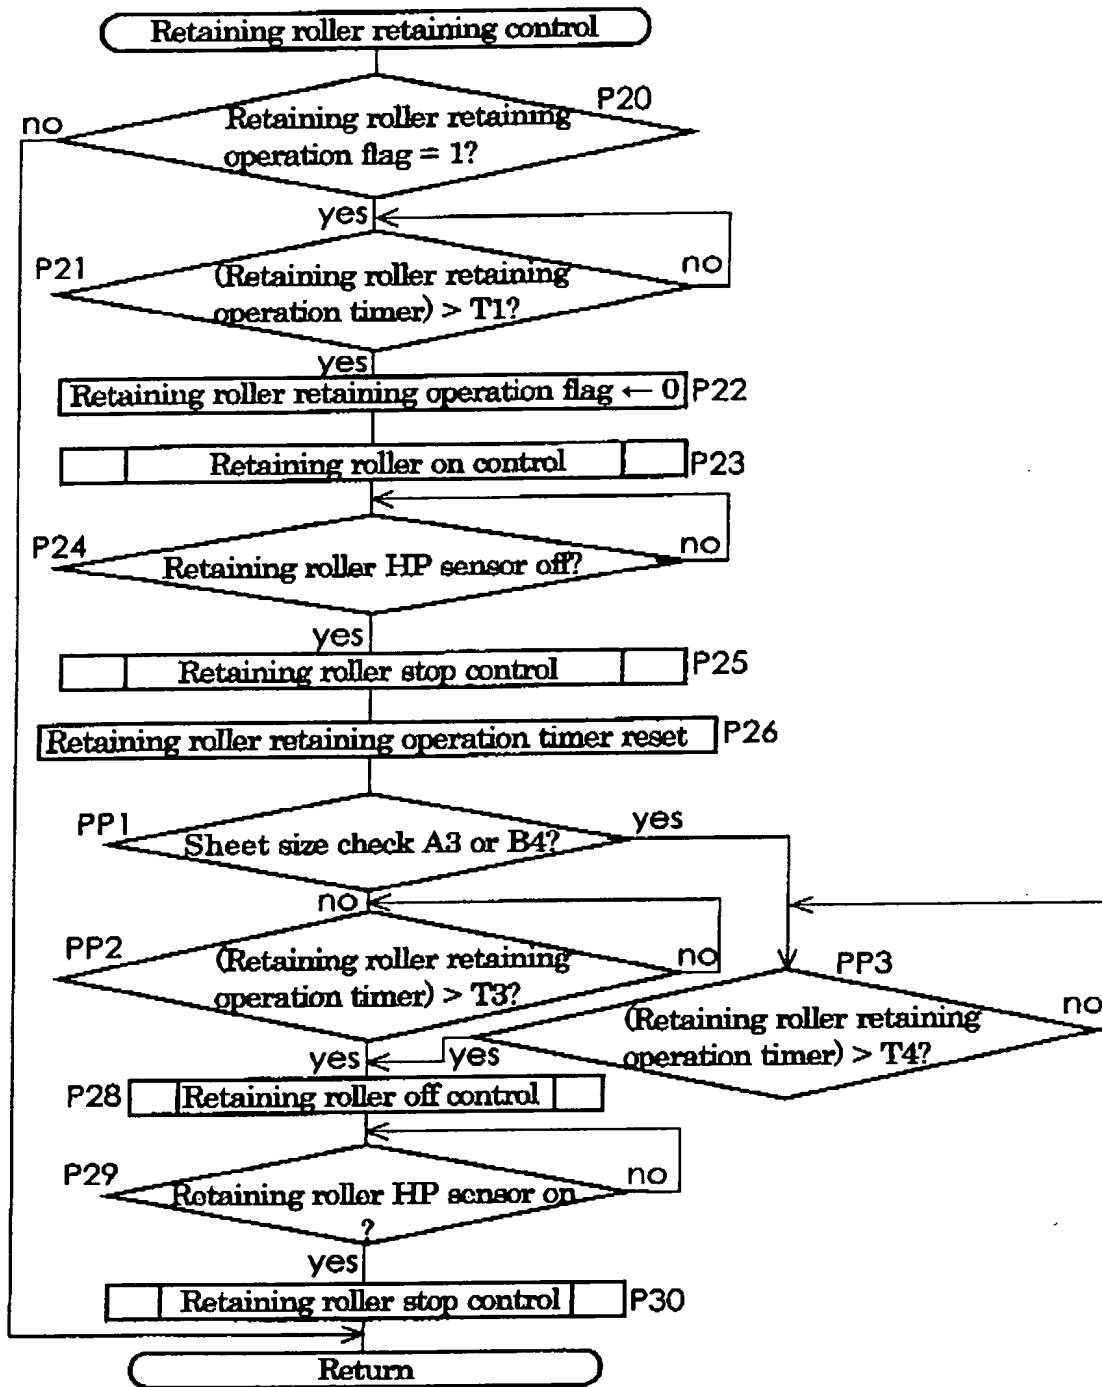 Retaining roller retaining control
P20
no
Retaining roller retaining
operation flag = 1?
yes
P21
no
(Retaining roller retaining
operation timer) > T1?
yes
Retaining roller retaining operation flag ← 0
P22
Retaining roller on control
P23
P24
no
Retaining roller HP sensor off?
yes
Retaining roller stop control
P25
Retaining roller retaining operation timer reset
P26
PP1
yes
Sheet size check A3 or B4?
no
PP2
no
(Retaining roller retaining
operation timer) > T3?
PP3
no
(Retaining roller retaining
operation timer) > T4?
yes
yes
P28
Retaining roller off control
P29
no
Retaining roller HP sensor on
?
yes
Retaining roller stop control
P30
Return